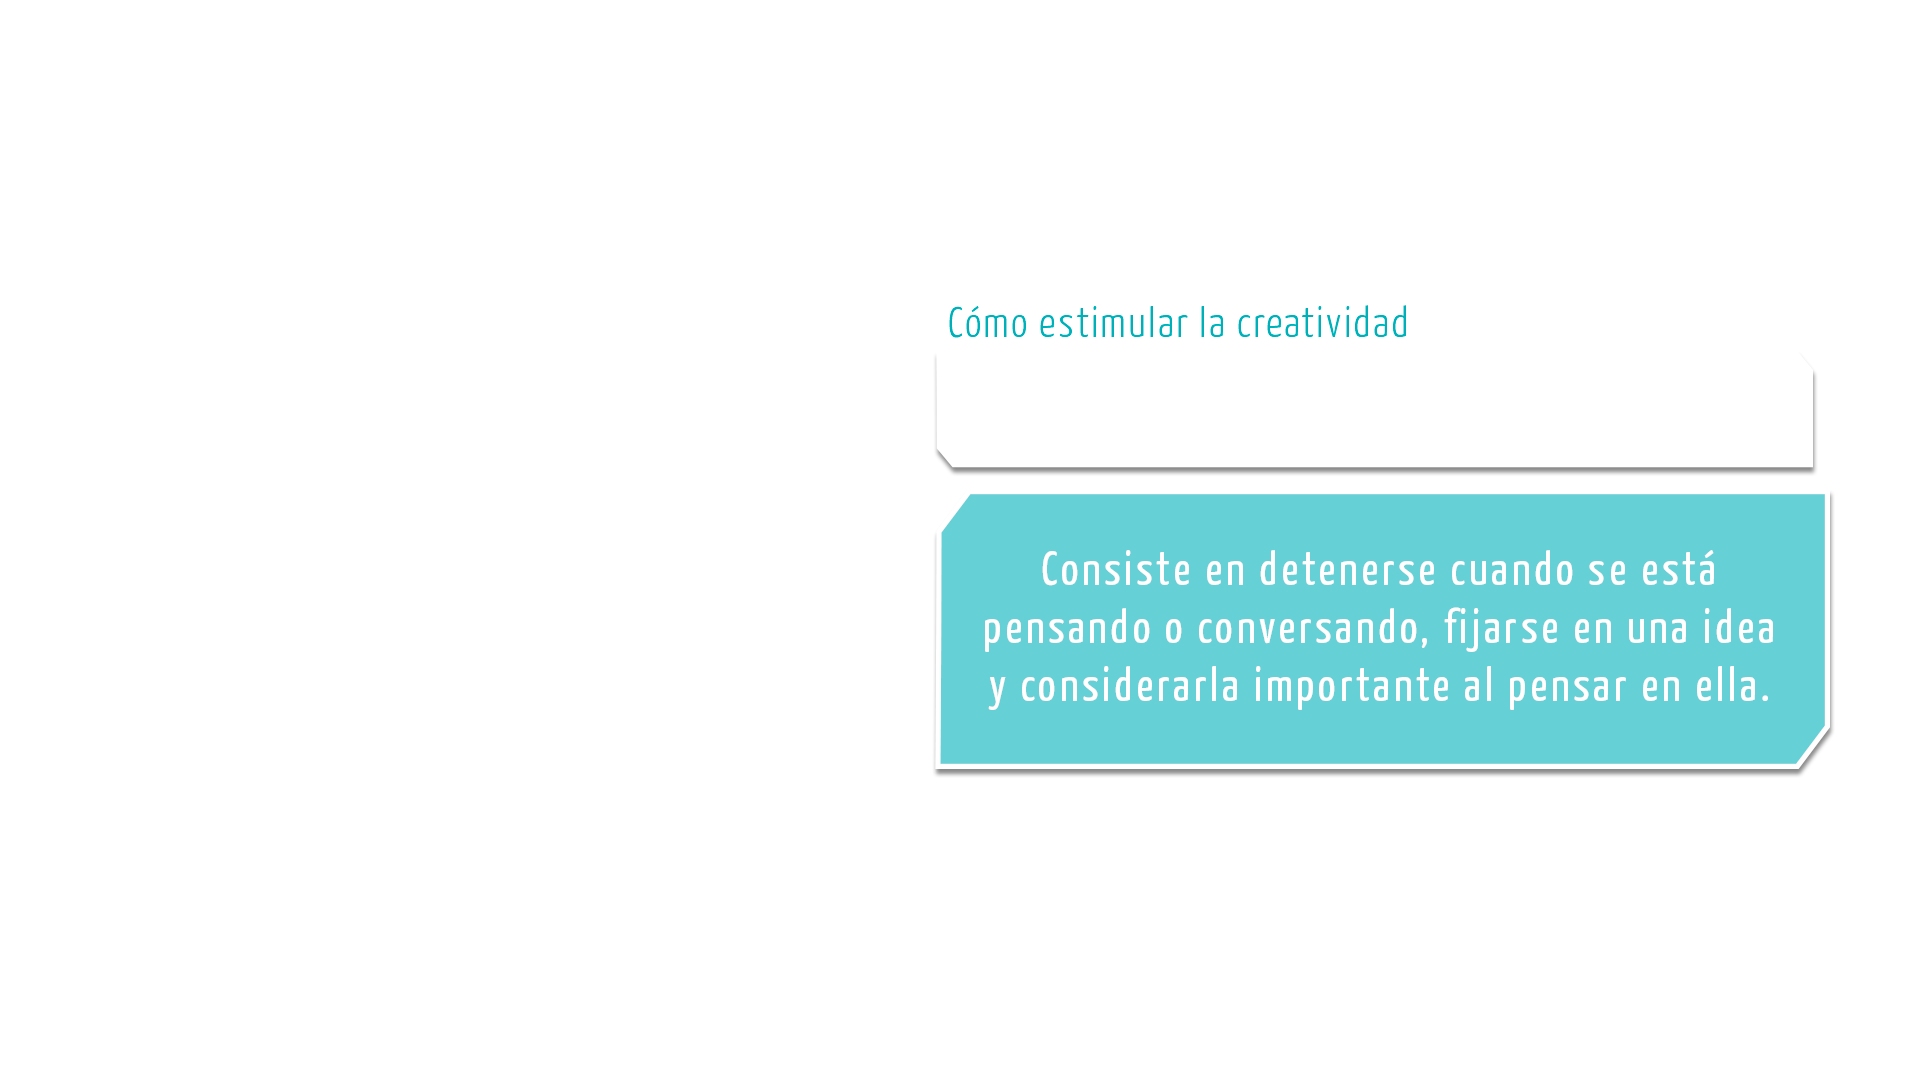 Cómo estimular la creatividad
Consiste en detenerse cuando se está
pensando o conversando, fijarse en una idea
y considerarla importante al pensar en ella.